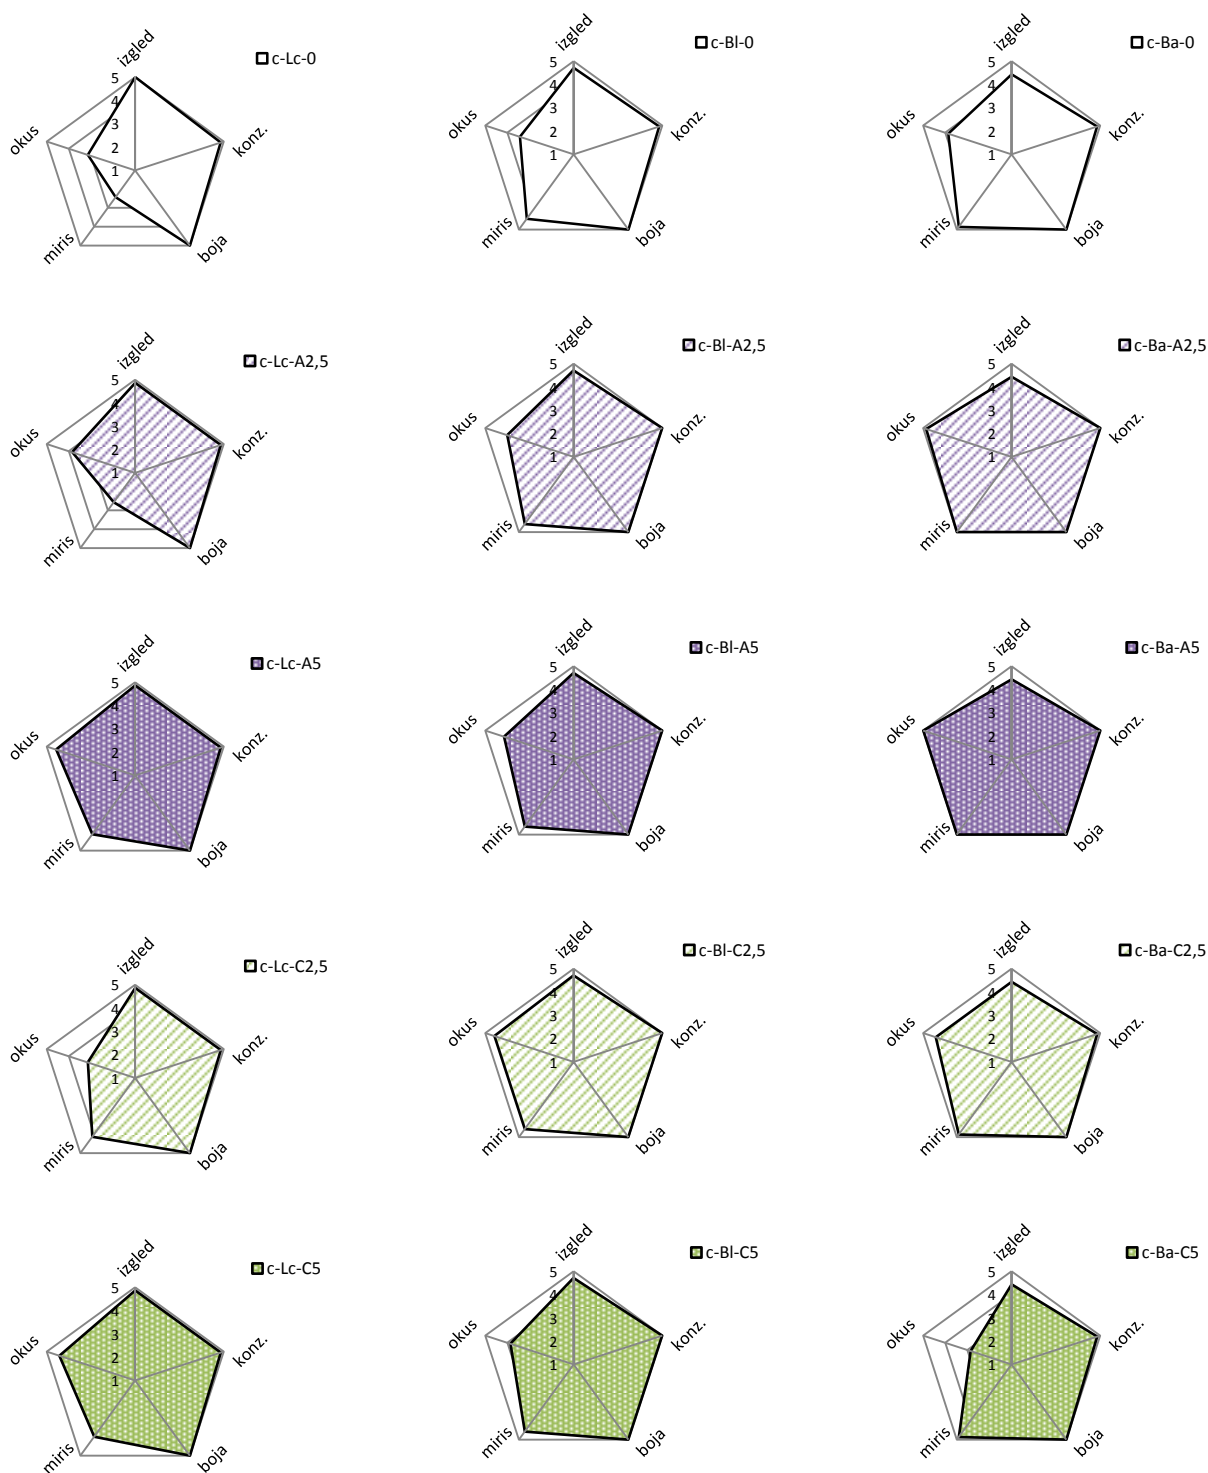 izgled
c-Lc-0
5
4
3
2
1
okus
konz.
miris
boja
izgled
c-Bl-0
5
4
3
2
1
okus
konz.
miris
boja
izgled
c-Ba-0
5
4
3
2
1
okus
konz.
miris
boja
izgled
c-Lc-A2,5
5
4
3
2
1
okus
konz.
miris
boja
izgled
c-Bl-A2,5
5
4
3
2
1
okus
konz.
miris
boja
izgled
c-Ba-A2,5
5
4
3
2
1
okus
konz.
miris
boja
izgled
c-Lc-A5
5
4
3
2
1
okus
konz.
miris
boja
izgled
c-Bl-A5
5
4
3
2
1
okus
konz.
miris
boja
izgled
c-Ba-A5
5
4
3
2
1
okus
konz.
miris
boja
izgled
c-Lc-C2,5
5
4
3
2
1
okus
konz.
miris
boja
izgled
c-Bl-C2,5
5
4
3
2
1
okus
konz.
miris
boja
izgled
c-Ba-C2,5
5
4
3
2
1
okus
konz.
miris
boja
izgled
c-Lc-C5
5
4
3
2
1
okus
konz.
miris
boja
izgled
c-Bl-C5
5
4
3
2
1
okus
konz.
miris
boja
izgled
c-Ba-C5
5
4
3
2
1
okus
konz.
miris
boja